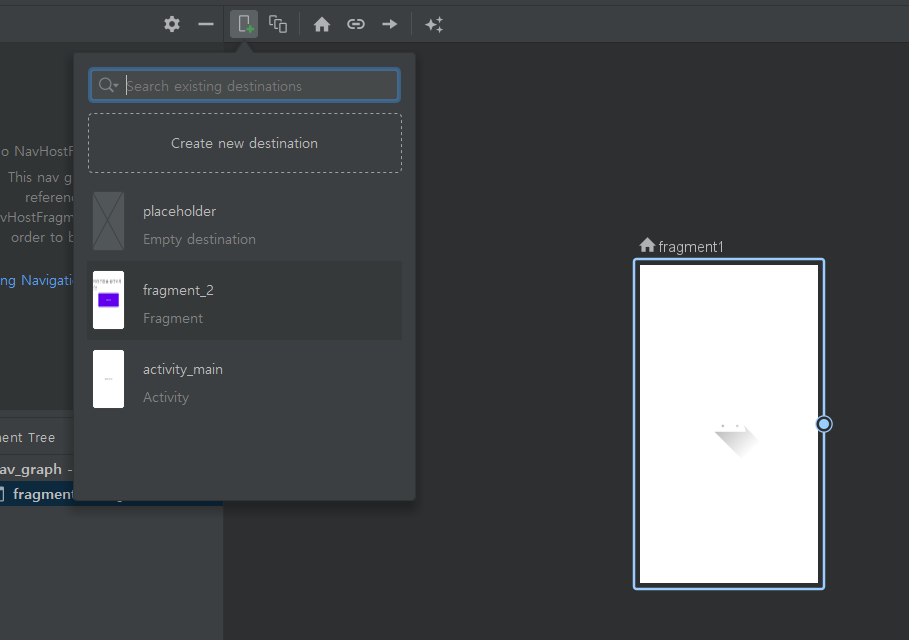 Search existing destinations
Create new destination
o NavHostF
This nav g
referen
vHostFragm
order to b
ng Navigati
placeholder
Empty destination
fragment_2
Fragment
activity_main
Activity
fragment1
ent Tree
av_graph -
fragment